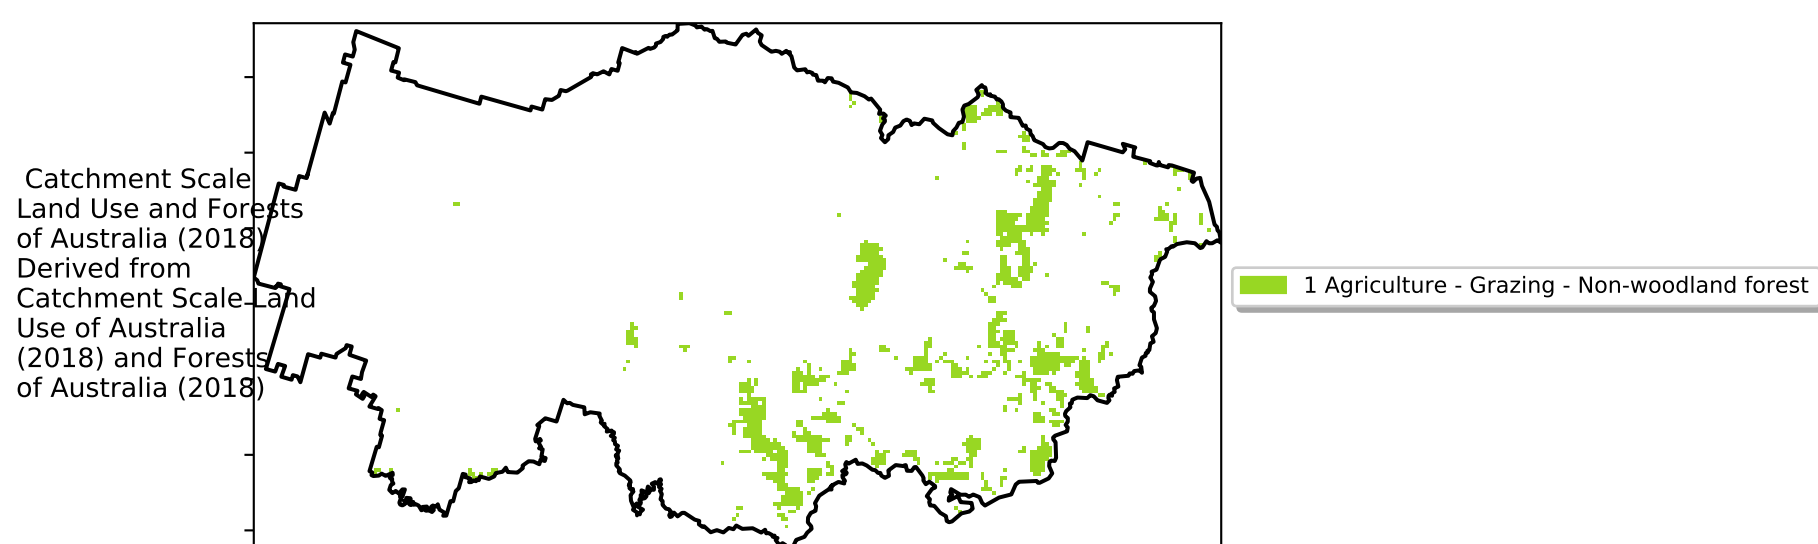 Catchment Scale
Land Use and Forests
of Australia (2018)
Derived from
Catchment Scale Land
Use of Australia
(2018) and Forests
of Australia (2018)
1 Agriculture - Grazing - Non-woodland forest